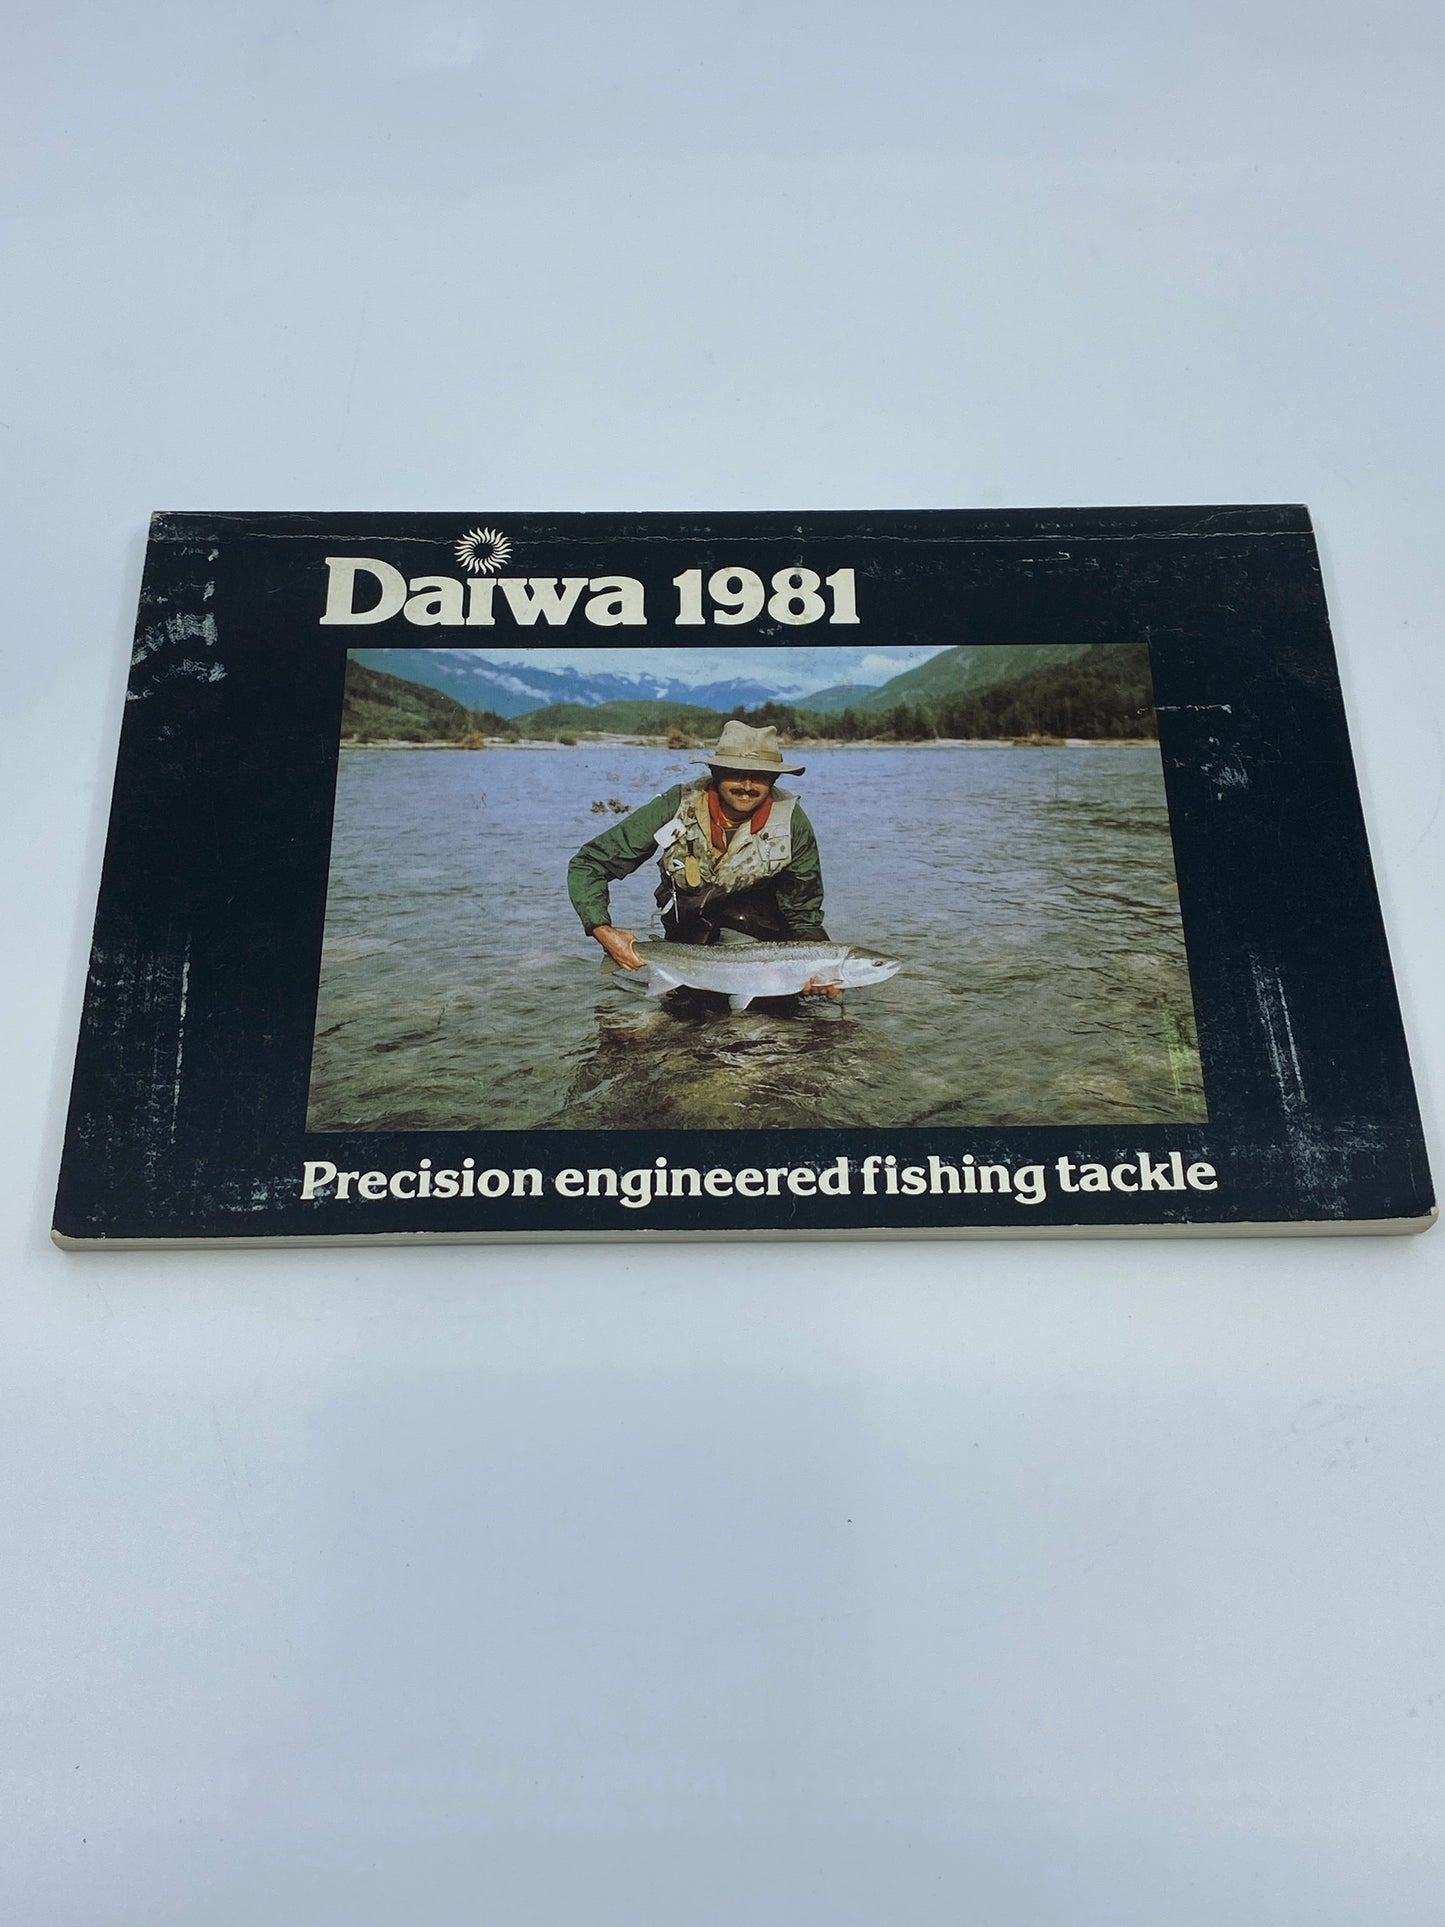 Daiwa 1981
Precision engineered fishing tackle